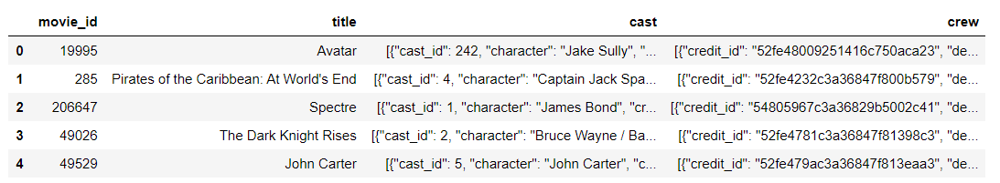 movie_id title cast crew
0 19995 Avatar [{"cast_id": 242, "character": "Jake Sully", "... [{"credit_id": "52fe48009251416c750aca23", "de...
1 285 Pirates of the Caribbean: At World's End [{"cast_id": 4, "character": "Captain Jack Spa... [{"credit_id": "52fe4232c3a36847f800b579", "de...
2 206647 Spectre [{"cast_id": 1, "character": "James Bond", "cr... [{"credit_id": "54805967c3a36829b5002c41", "de...
3 49026 The Dark Knight Rises [{"cast_id": 2, "character": "Bruce Wayne / Ba... [{"credit_id": "52fe4781c3a36847f81398c3", "de...
4 49529 John Carter [{"cast_id": 5, "character": "John Carter", "c... [{"credit_id": "52fe479ac3a36847f813eaa3", "de...